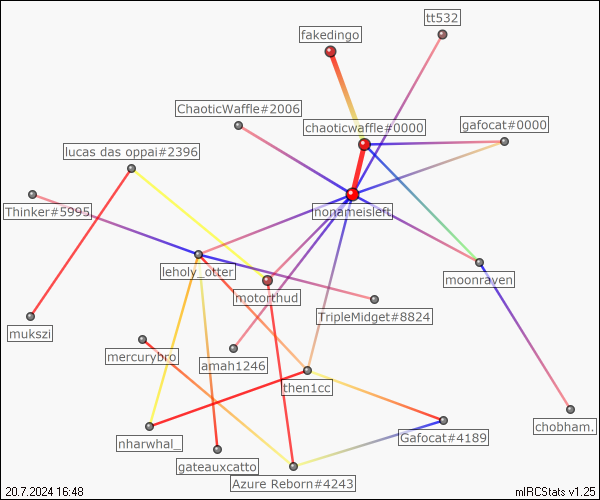 tt532
fakedingo
ChaoticWaffle#2006
chaoticwaffle#0000
gafocat#0000
lucas das oppai#2396
Thinker#5995
nonameisleft
leholy_otter
moonraven
motorthud
TripleMidget#8824
mukszi
mercurybro
amah1246
then1cc
chobham.
nharwhal_
Gafocat#4189
gateauxcatto
Azure Reborn#4243
20.7.2024 16:48
mIRCStats v1.25